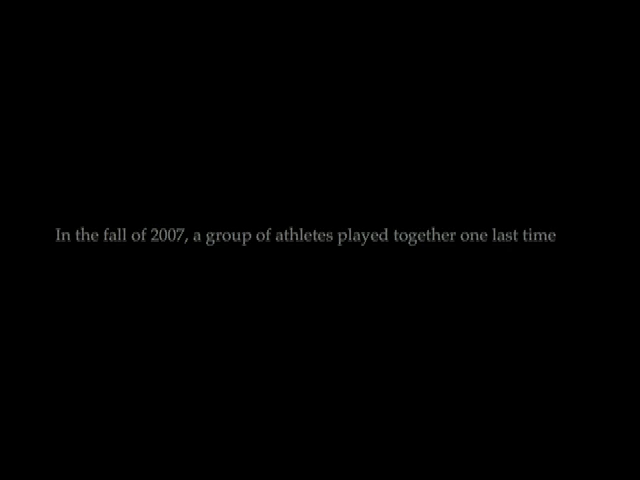 In the fall of 2007, a group of athletes played together one last time